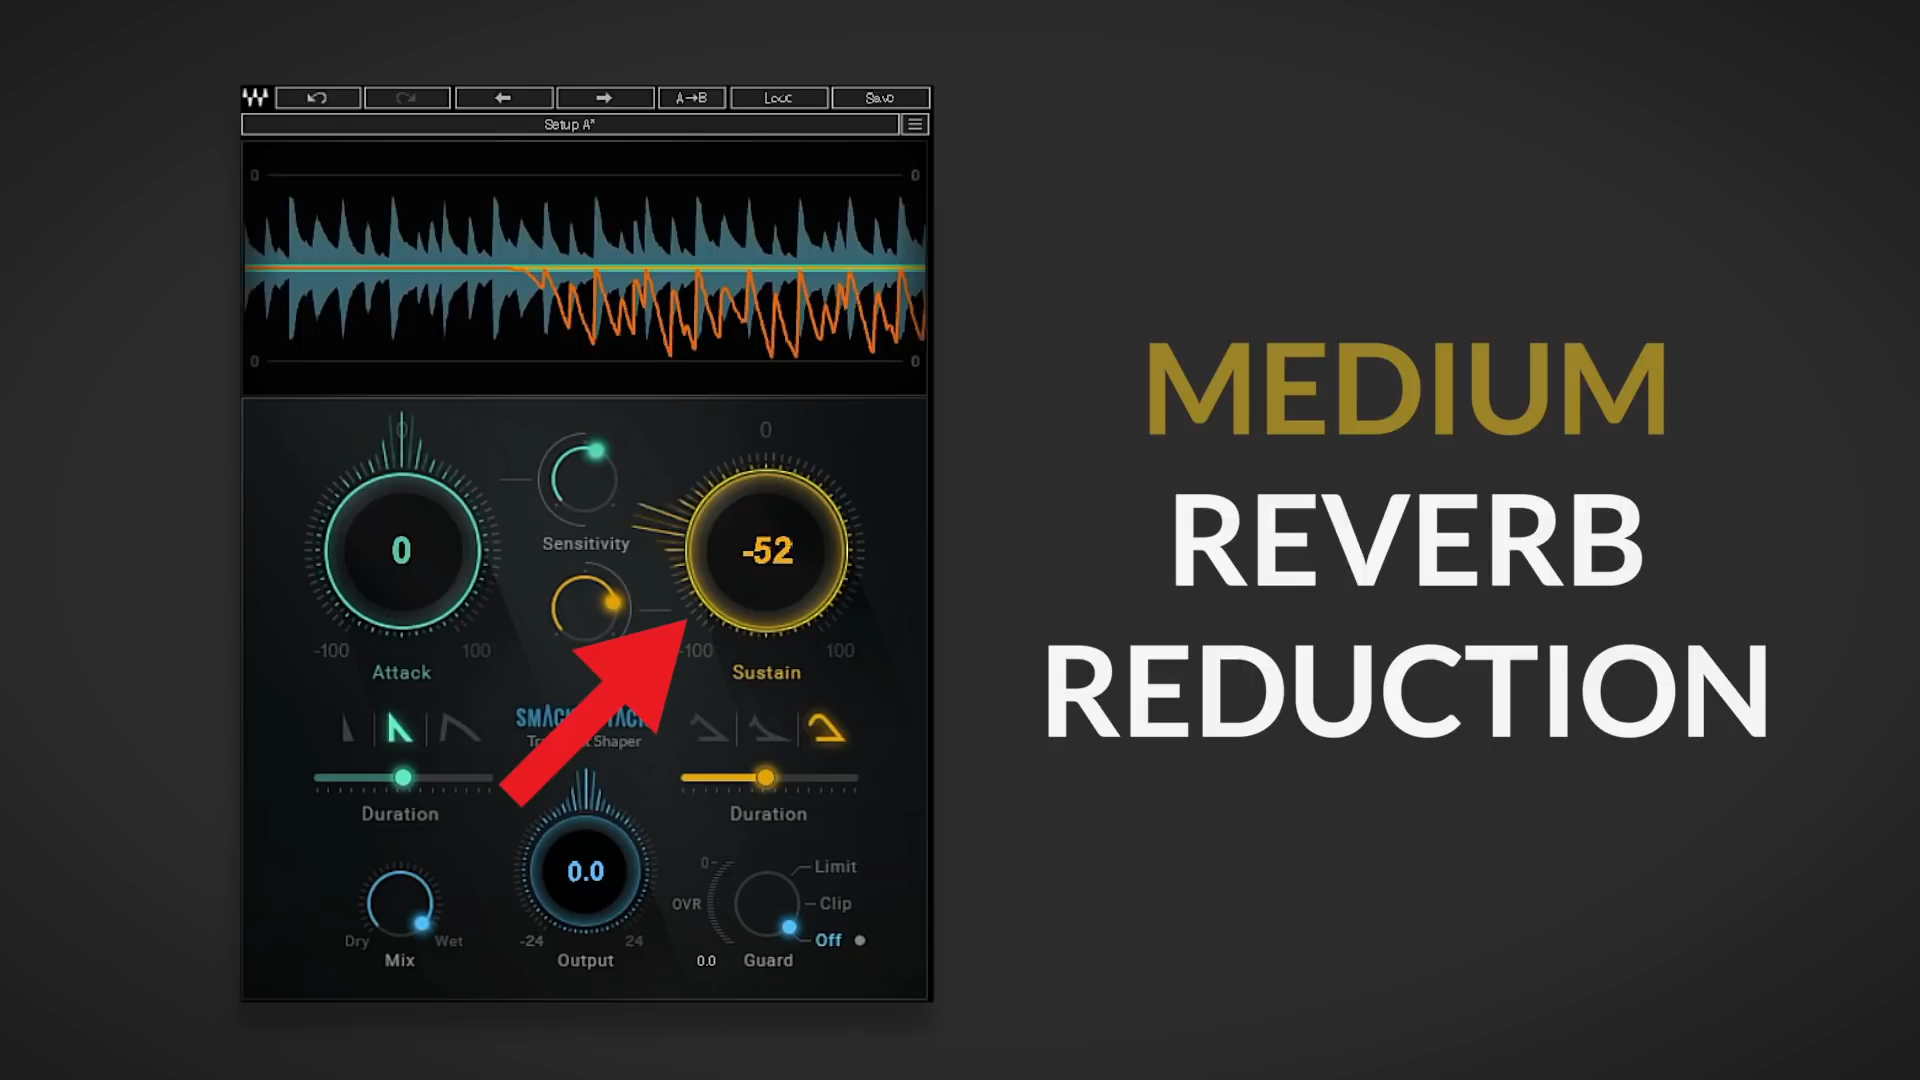 A→B
Load
Save
Setup A*
0 0
0 0
0
0
0
-52
Sensitivity
-100 100
-100 100
Attack
Sustain
Shaper
Duration
Duration
0.0
0
Limit
OVR
Clip
Off
Dry Wet
-24 24
Mix
Output
0.0
Guard
MEDIUM
REVERB
REDUCTION